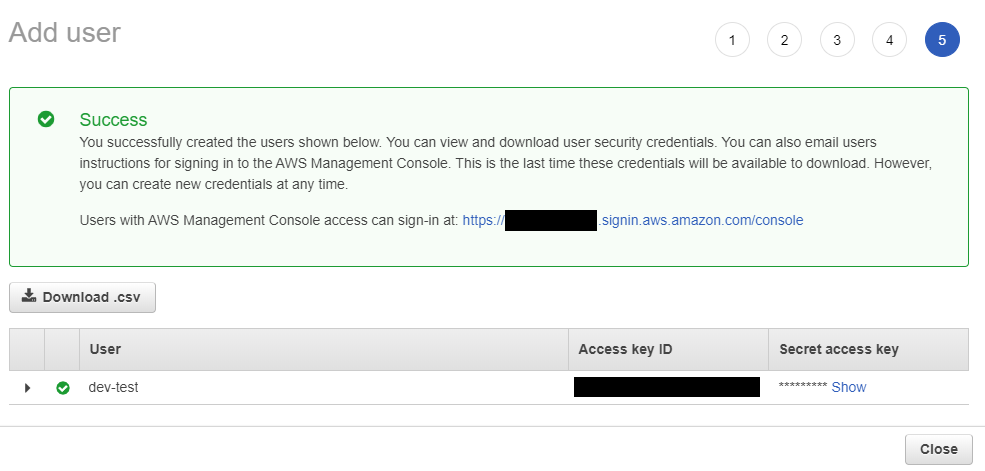 Add user
1 2 3 4 5
Success
You successfully created the users shown below. You can view and download user security credentials. You can also email users
instructions for signing in to the AWS Management Console. This is the last time these credentials will be available to download. However,
you can create new credentials at any time.
Users with AWS Management Console access can sign-in at: https:// .signin.aws.amazon.com/console
Download .csv
User Access key ID Secret access key
dev-test ********* Show
Close